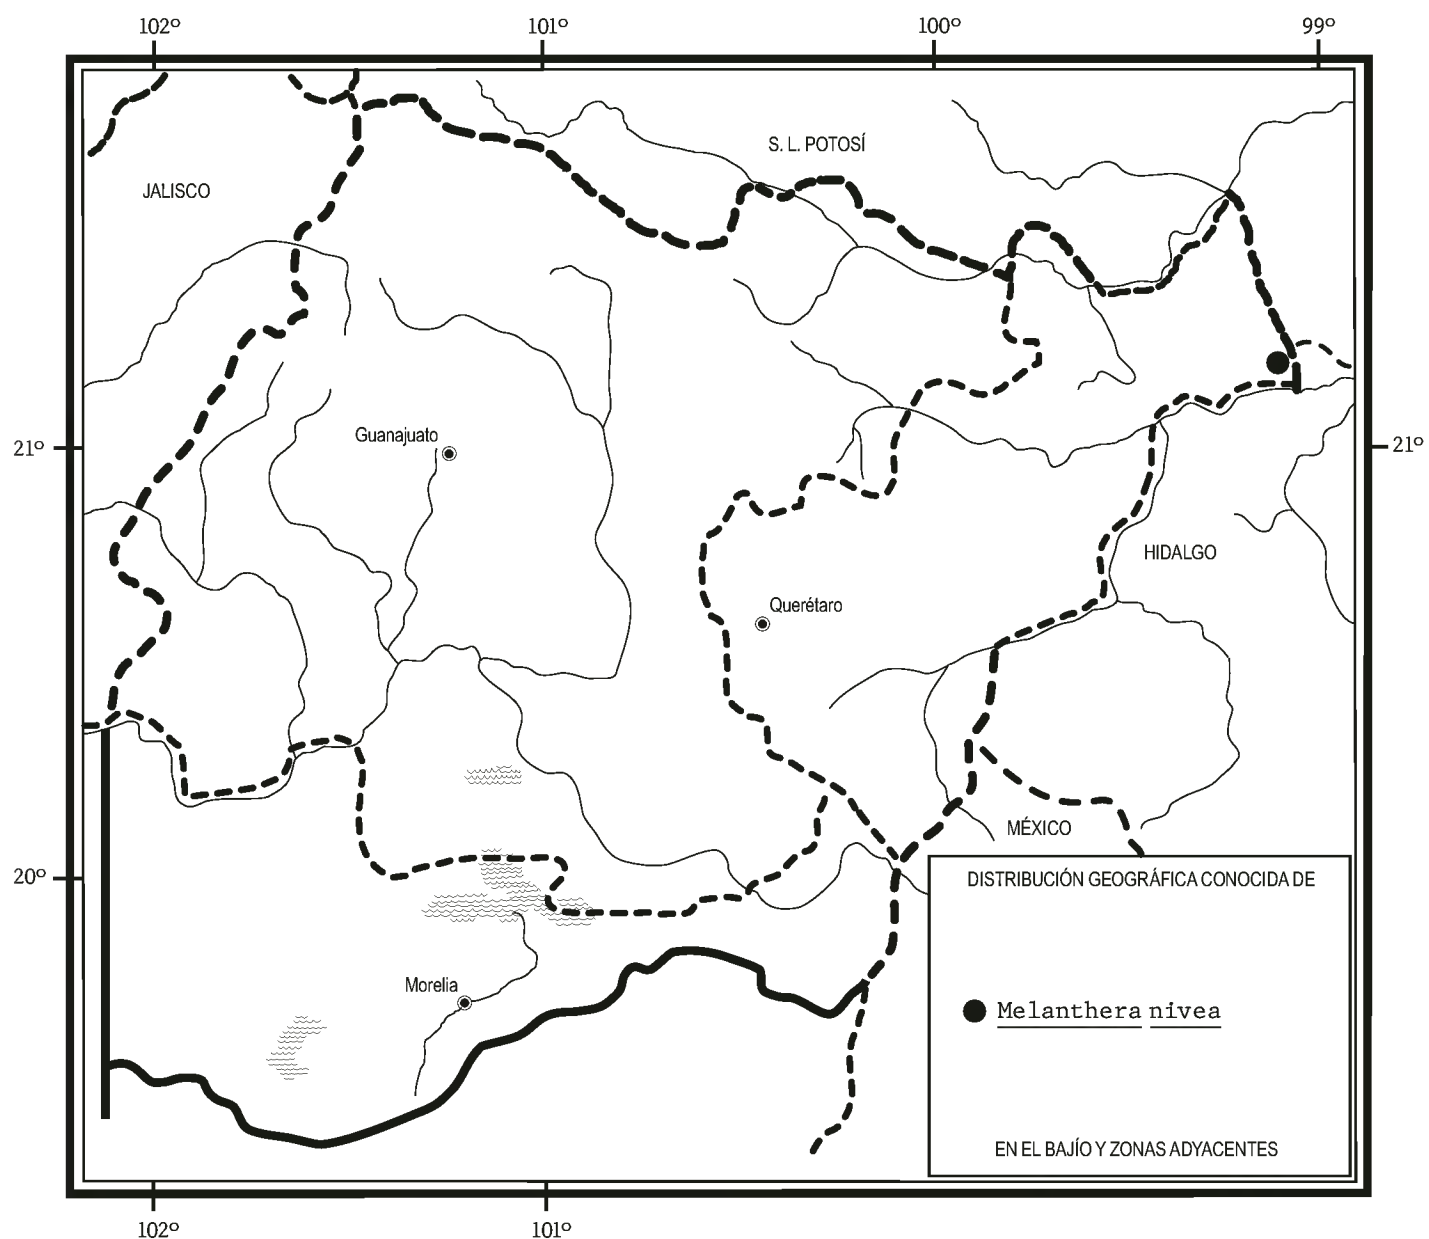 102º 101º 100º 99º
S. L. POTOSÍ
JALISCO
Guanajuato
21º 21º
HIDALGO
Querétaro
MÉXICO
20º
DISTRIBUCIÓN GEOGRÁFICA CONOCIDA DE
Morelia
Melanthera nivea
EN EL BAJÍO Y ZONAS ADYACENTES
102º 101º